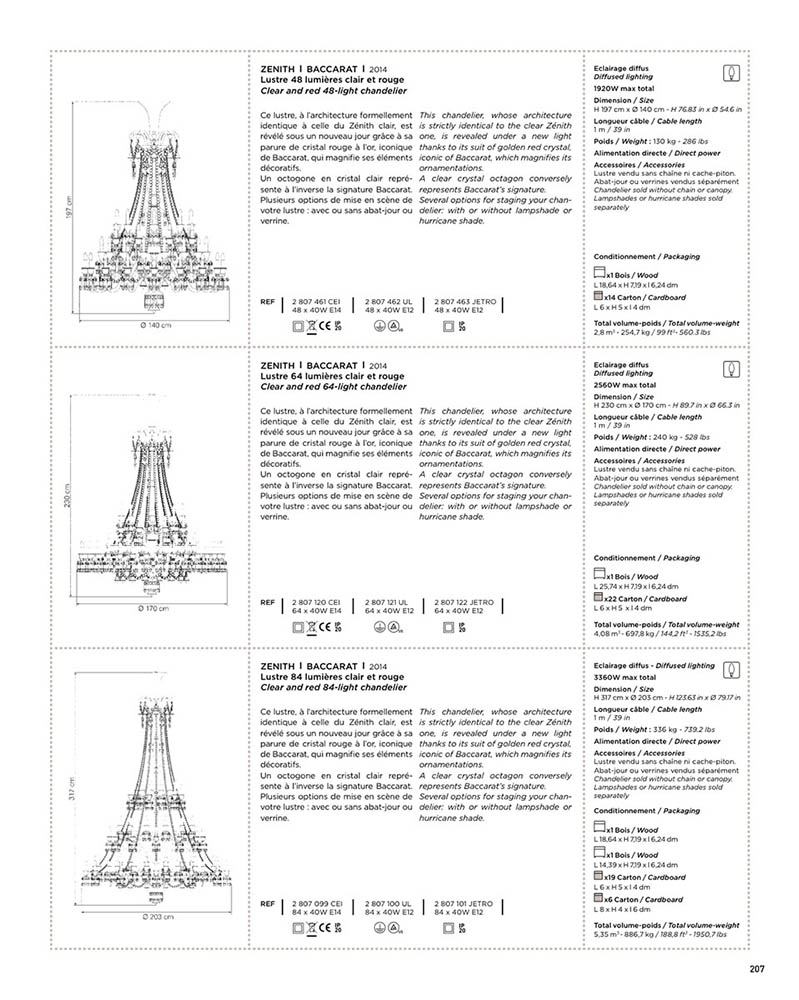 ZENITH | BACCARAT | 2014
Lustre 48 lumières clair et rouge
Clear and red 48-light chandelier
Ce lustre, à l'architecture formellement
identique à celle du Zénith clair, est
révélé sous un nouveau jour grâce à sa
parure de cristal rouge à l'or, iconique
de Baccarat, qui magnifie ses éléments
décoratifs.
Un octogone en cristal clair repré-
sente à l'inverse la signature Baccarat.
Plusieurs options de mise en scène de
votre lustre : avec ou sans abat-jour ou
verrine.
This chandelier, whose architecture
is strictly identical to the clear Zénith
one, is revealed under a new light
thanks to its suit of golden red crystal,
iconic of Baccarat, which magnifies its
ornamentations.
A clear crystal octagon conversely
represents Baccarat's signature.
Several options for staging your chan-
delier: with or without lampshade or
hurricane shade.
197 cm
Ø 140 cm
REF | 2 807 461 CEI | 2 807 462 UL | 2 807 463 JETRO
48 x 40W E14 48 x 40W E12 48 x 40W E12
CE IP 20 IP 20
Eclairage diffus
Diffused lighting
1920W max total
Dimension / Size
H 197 cm x Ø 140 cm - H 76.83 in x Ø 54.6 in
Longueur câble / Cable length
1 m / 39 in
Poids / Weight : 130 kg - 286 lbs
Alimentation directe / Direct power
Accessoires / Accessories
Lustre vendu sans chaîne ni cache-piton.
Abat-jour ou verrines vendus séparément
Chandelier sold without chain or canopy.
Lampshades or hurricane shades sold
separately
Conditionnement / Packaging
x1 Bois / Wood
L 18,64 x H 7,19 x l 6,24 dm
x14 Carton / Cardboard
L 6 x H 5 x l 4 dm
Total volume-poids / Total volume-weight
2,8 m³ - 254,7 kg / 99 ft³- 560.3 lbs
ZENITH | BACCARAT | 2014
Lustre 64 lumières clair et rouge
Clear and red 64-light chandelier
Ce lustre, à l'architecture formellement
identique à celle du Zénith clair, est
révélé sous un nouveau jour grâce à sa
parure de cristal rouge à l'or, iconique
de Baccarat, qui magnifie ses éléments
décoratifs.
Un octogone en cristal clair repré-
sente à l'inverse la signature Baccarat.
Plusieurs options de mise en scène de
votre lustre : avec ou sans abat-jour ou
verrine.
This chandelier, whose architecture
is strictly identical to the clear Zénith
one, is revealed under a new light
thanks to its suit of golden red crystal,
iconic of Baccarat, which magnifies its
ornamentations.
A clear crystal octagon conversely
represents Baccarat's signature.
Several options for staging your chan-
delier: with or without lampshade or
hurricane shade.
230 cm
Ø 170 cm
REF | 2 807 120 CEI | 2 807 121 UL | 2 807 122 JETRO
64 x 40W E14 64 x 40W E12 64 x 40W E12
CE IP 20 IP 20
Eclairage diffus
Diffused lighting
2560W max total
Dimension / Size
H 230 cm x Ø 170 cm - H 89.7 in x Ø 66.3 in
Longueur câble / Cable length
1 m / 39 in
Poids / Weight : 240 kg - 528 lbs
Alimentation directe / Direct power
Accessoires / Accessories
Lustre vendu sans chaîne ni cache-piton.
Abat-jour ou verrines vendus séparément
Chandelier sold without chain or canopy.
Lampshades or hurricane shades sold
separately
Conditionnement / Packaging
x1 Bois / Wood
L 25,74 x H 7,19 x l 6,24 dm
x22 Carton / Cardboard
L 6 x H 5 x l 4 dm
Total volume-poids / Total volume-weight
4,08 m³ - 697,8 kg / 144,2 ft³ - 1535,2 lbs
ZENITH | BACCARAT | 2014
Lustre 84 lumières clair et rouge
Clear and red 84-light chandelier
Ce lustre, à l'architecture formellement
identique à celle du Zénith clair, est
révélé sous un nouveau jour grâce à sa
parure de cristal rouge à l'or, iconique
de Baccarat, qui magnifie ses éléments
décoratifs.
Un octogone en cristal clair repré-
sente à l'inverse la signature Baccarat.
Plusieurs options de mise en scène de
votre lustre : avec ou sans abat-jour ou
verrine.
This chandelier, whose architecture
is strictly identical to the clear Zénith
one, is revealed under a new light
thanks to its suit of golden red crystal,
iconic of Baccarat, which magnifies its
ornamentations.
A clear crystal octagon conversely
represents Baccarat's signature.
Several options for staging your chan-
delier: with or without lampshade or
hurricane shade.
317 cm
Ø 203 cm
REF | 2 807 099 CEI | 2 807 100 UL | 2 807 101 JETRO
84 x 40W E14 84 x 40W E12 84 x 40W E12
CE IP 20 IP 20
Eclairage diffus - Diffused lighting
3360W max total
Dimension / Size
H 317 cm x Ø 203 cm - H 123.63 in x Ø 79.17 in
Longueur câble / Cable length
1 m / 39 in
Poids / Weight : 336 kg - 739.2 lbs
Alimentation directe / Direct power
Accessoires / Accessories
Lustre vendu sans chaîne ni cache-piton.
Abat-jour ou verrines vendus séparément
Chandelier sold without chain or canopy.
Lampshades or hurricane shades sold
separately
Conditionnement / Packaging
x1 Bois / Wood
L 18,64 x H 7,19 x l 6,24 dm
x1 Bois / Wood
L 14,39 x H 7,19 x l 6,24 dm
x19 Carton / Cardboard
L 6 x H 5 x l 4 dm
x6 Carton / Cardboard
L 8 x H 4 x l 6 dm
Total volume-poids / Total volume-weight
5,35 m³ - 886,7 kg / 188,8 ft³ - 1950,7 lbs
207